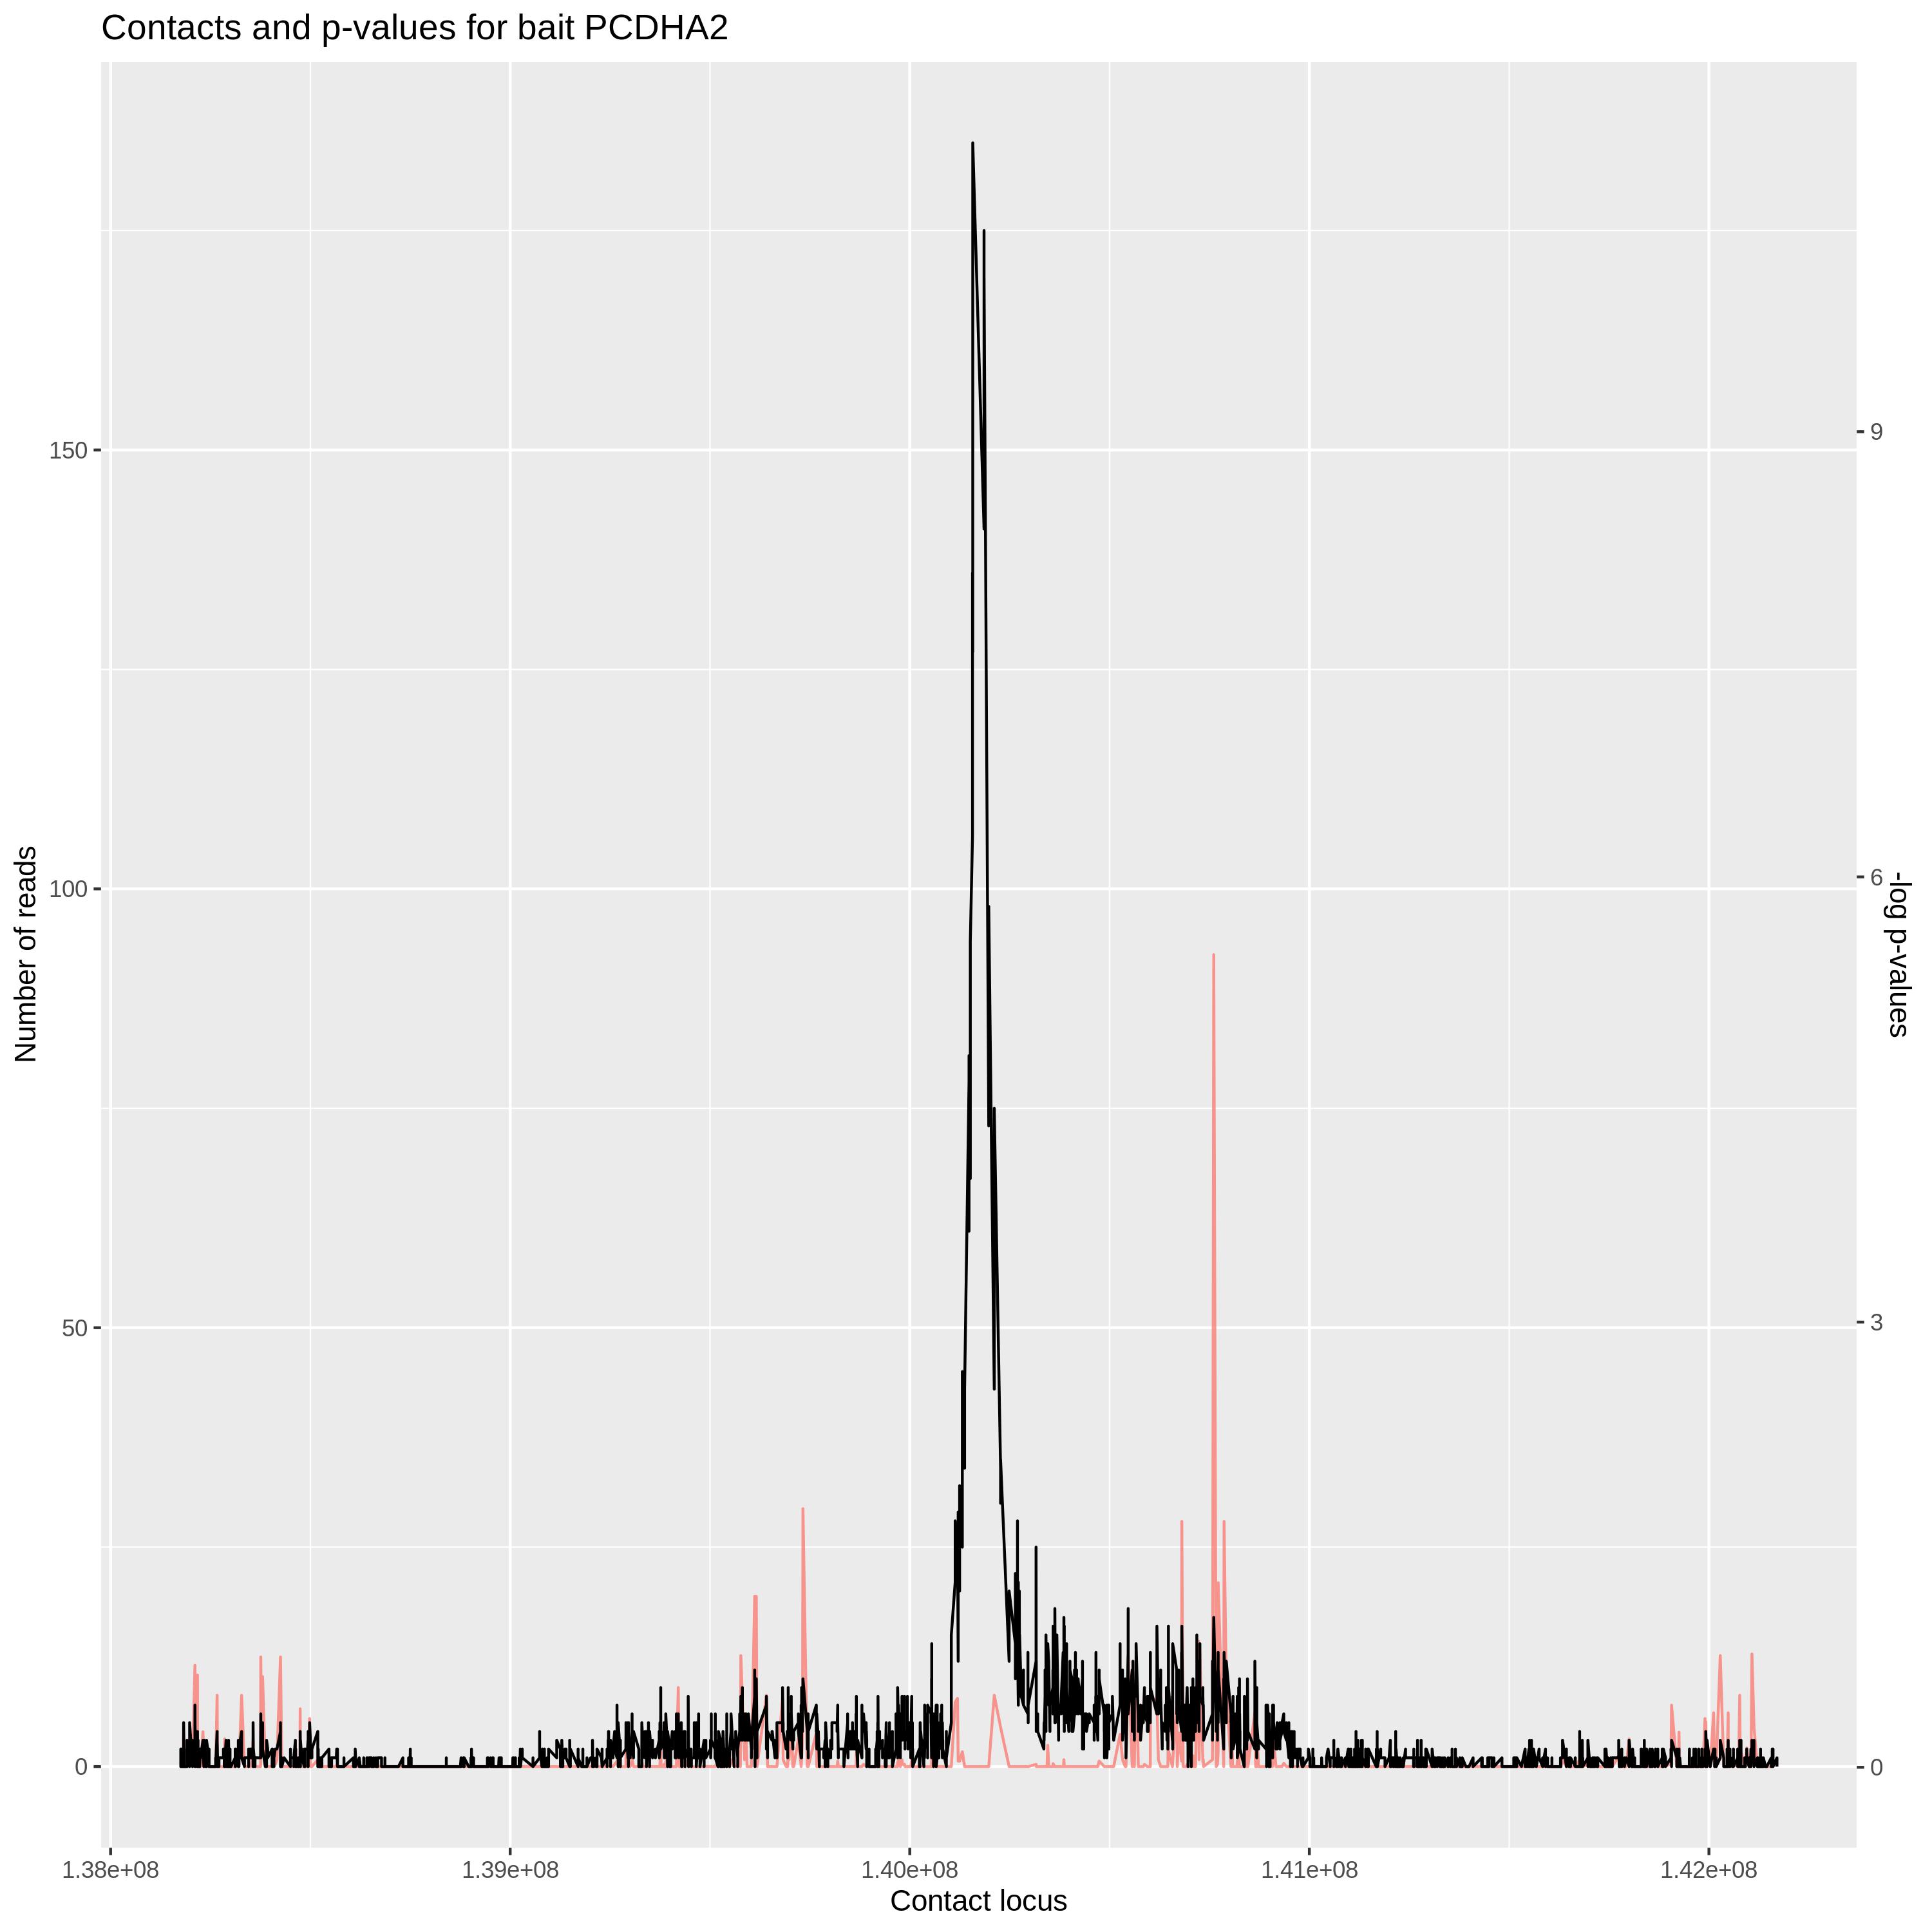 Contacts and p-values for bait PCDHA2
150
100
50
0
Number of reads
9
6
3
0
-log p-values
1.38e+08
1.39e+08
1.40e+08
1.41e+08
1.42e+08
Contact locus